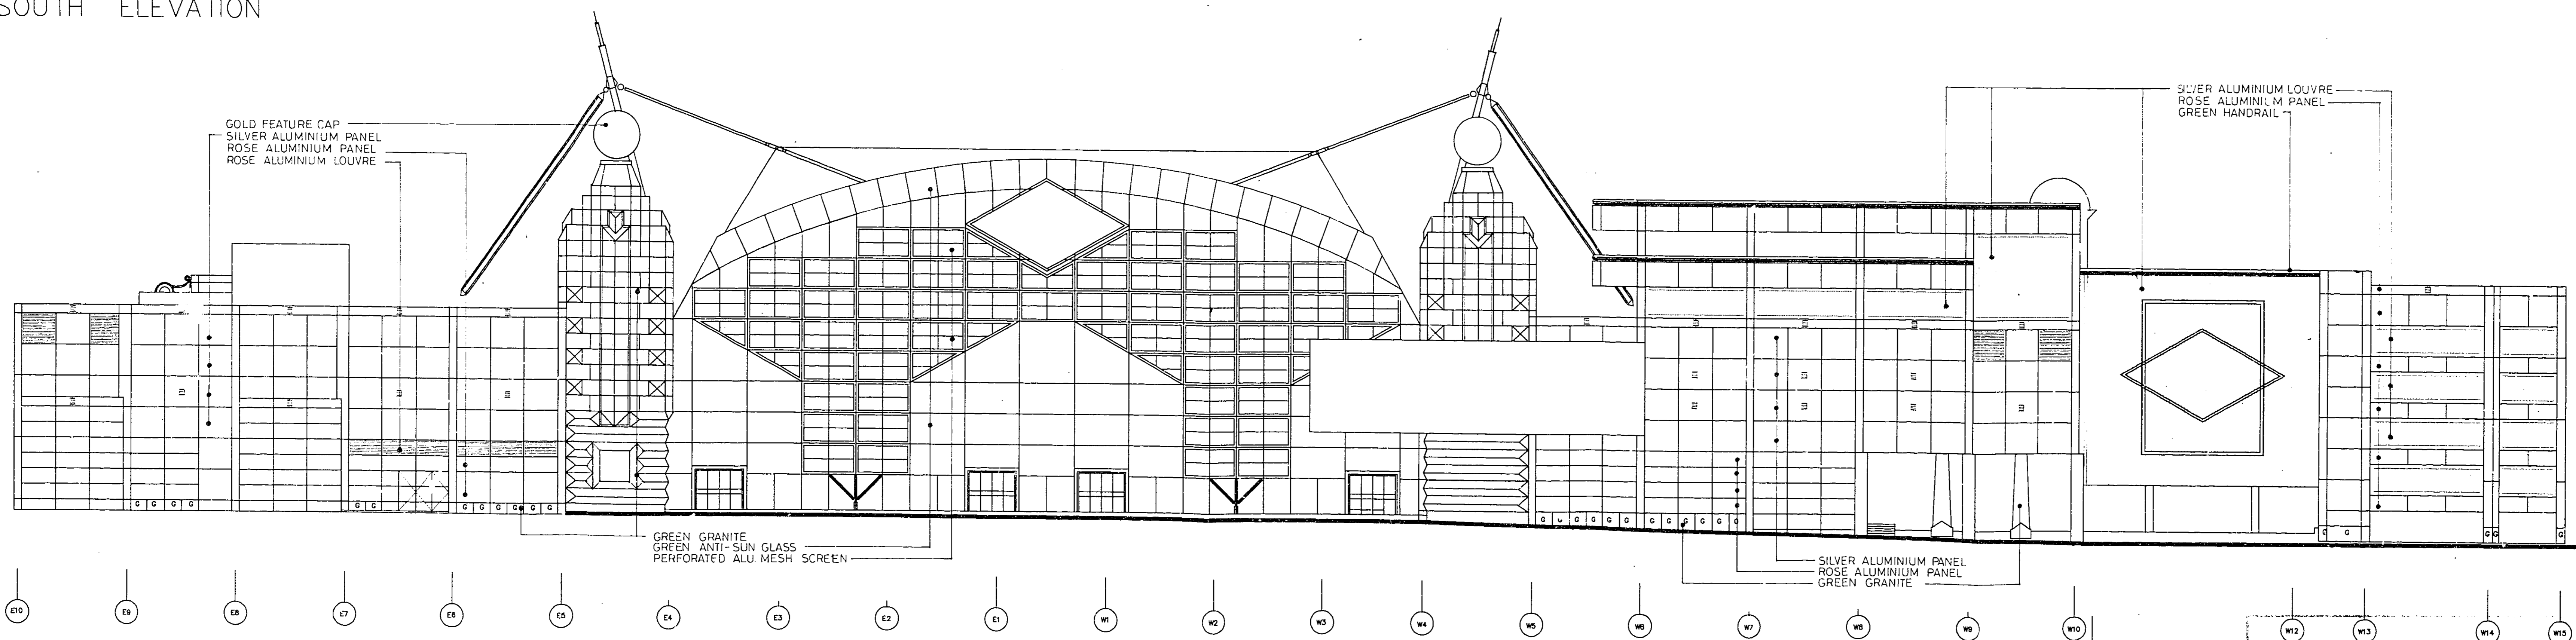 SOUTH ELEVATION
GOLD FEATURE CAP
SILVER ALUMINIUM PANEL
ROSE ALUMINIUM PANEL
ROSE ALUMINIUM LOUVRE
SILVER ALUMINIUM LOUVRE
ROSE ALUMINIUM PANEL
GREEN HANDRAIL
G G G G
G G
G G G G G G
G G G G G G
G G G G G G
G G
G G
G
GREEN GRANITE
GREEN ANTI-SUN GLASS
PERFORATED ALU. MESH SCREEN
SILVER ALUMINIUM PANEL
ROSE ALUMINIUM PANEL
GREEN GRANITE
E10 E9 E8 E7 E6 E5 E4 E3 E2 E1 W1 W2 W3 W4 W5 W6 W7 W8 W9 W10 W12 W13 W14 W15